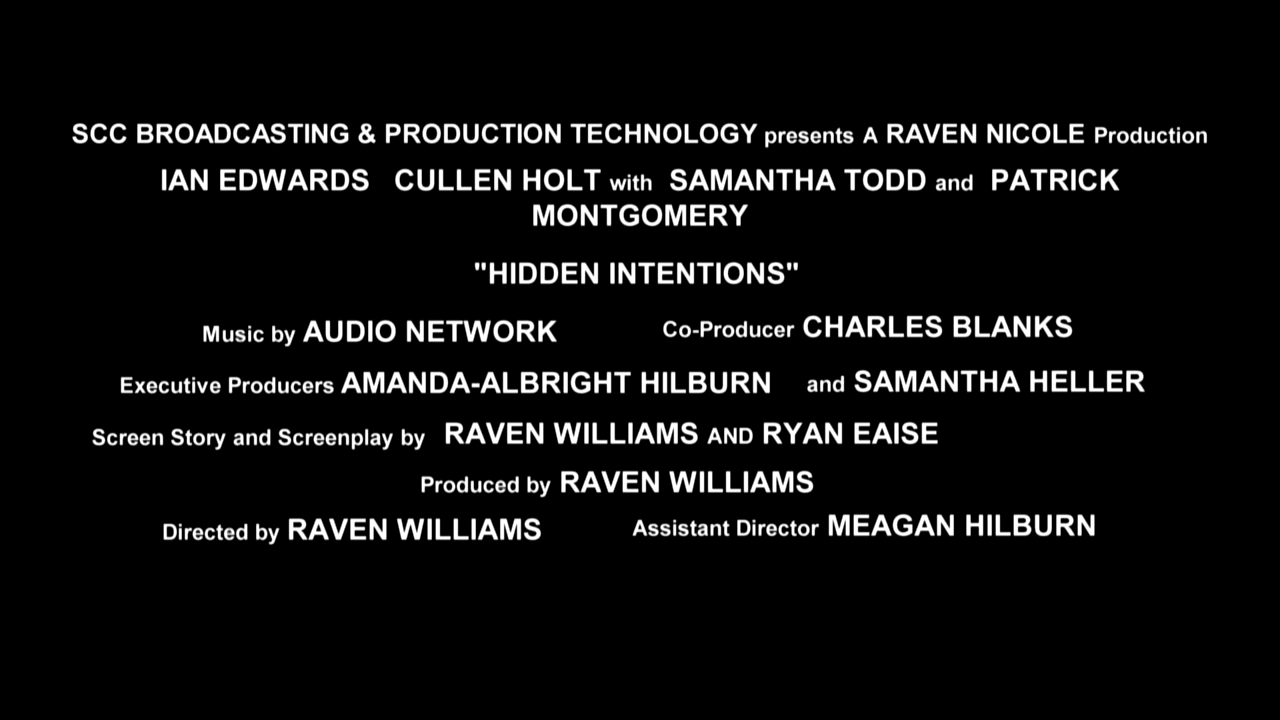 SCC BROADCASTING & PRODUCTION TECHNOLOGY presents A RAVEN NICOLE Production
IAN EDWARDS CULLEN HOLT with SAMANTHA TODD and PATRICK
MONTGOMERY
"HIDDEN INTENTIONS"
Music by AUDIO NETWORK Co-Producer CHARLES BLANKS
Executive Producers AMANDA-ALBRIGHT HILBURN and SAMANTHA HELLER
Screen Story and Screenplay by RAVEN WILLIAMS AND RYAN EAISE
Produced by RAVEN WILLIAMS
Directed by RAVEN WILLIAMS Assistant Director MEAGAN HILBURN